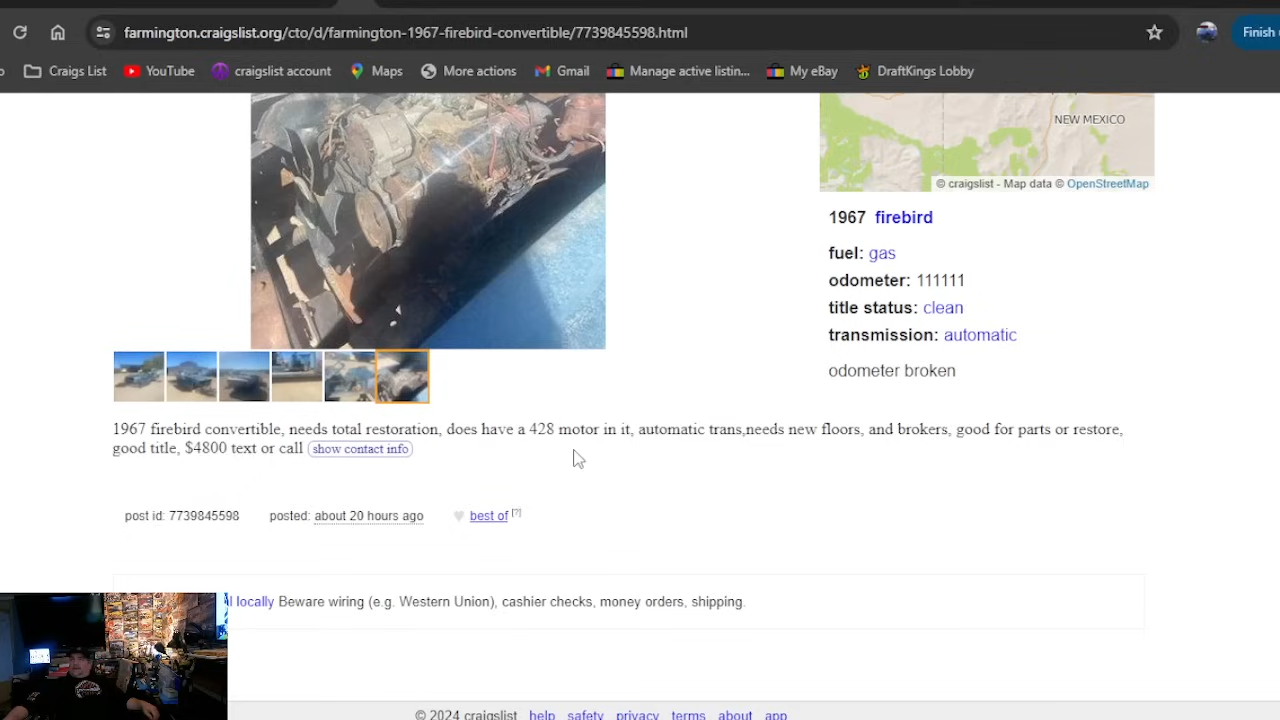 farmington.craigslist.org/cto/d/farmington-1967-firebird-convertible/7739845598.html
Finish
Craigs List
YouTube
craigslist account
Maps
More actions
Gmail
Manage active listin...
My eBay
DraftKings Lobby
NEW MEXICO
© craigslist - Map data © OpenStreetMap
1967 firebird
fuel: gas
odometer: 111111
title status: clean
transmission: automatic
odometer broken
1967 firebird convertible, needs total restoration, does have a 428 motor in it, automatic trans,needs new floors, and brokers, good for parts or restore,
good title, $4800 text or call show contact info
post id: 7739845598 posted: about 20 hours ago best of [?]
l locally Beware wiring (e.g. Western Union), cashier checks, money orders, shipping.
© 2024 craigslist help safety privacy terms about app